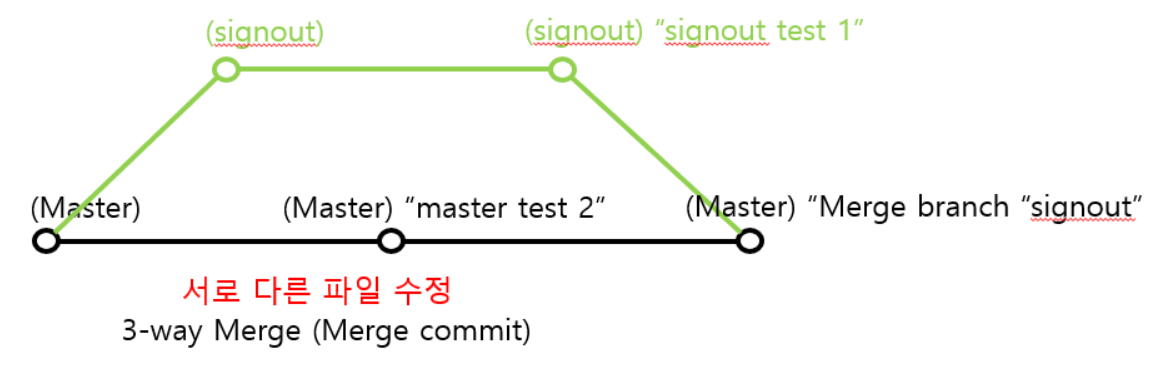 (signout)
(signout) “signout test 1”
(Master)
(Master) “master test 2”
(Master) “Merge branch “signout”
서로 다른 파일 수정
3-way Merge (Merge commit)